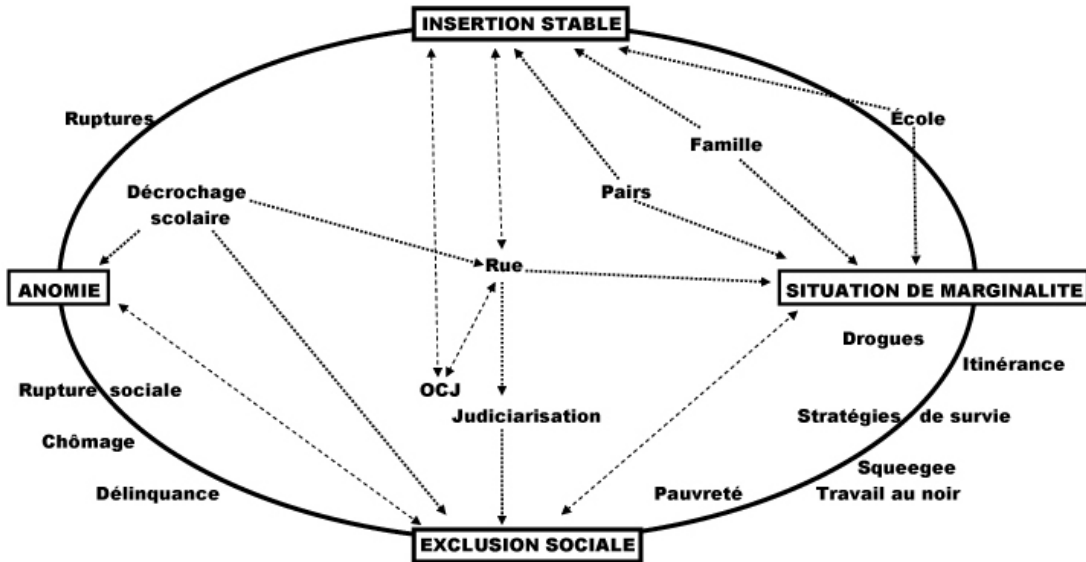 INSERTION STABLE
Ruptures
École
Famille
Décrochage
scolaire
Pairs
Rue
ANOMIE
SITUATION DE MARGINALITE
Drogues
Itinérance
Rupture sociale
OCJ
Judiciarisation
Stratégies de survie
Chômage
Squeegee
Délinquance
Pauvreté
Travail au noir
EXCLUSION SOCIALE